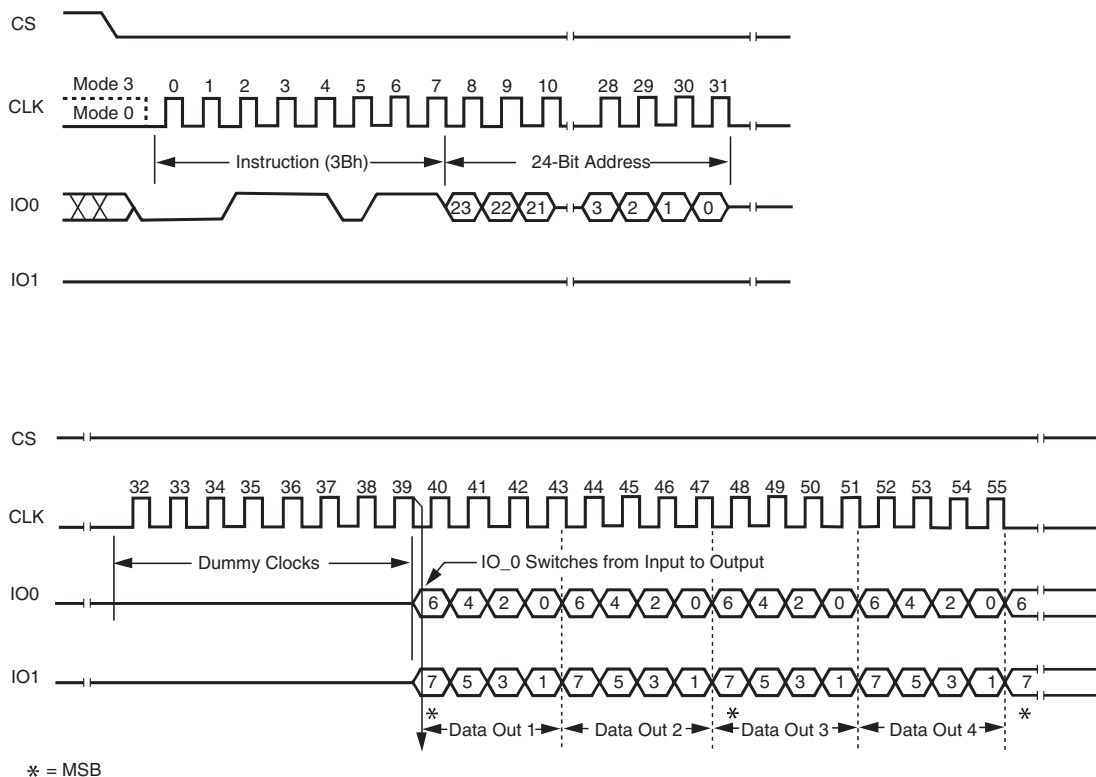 CS
Mode 3
0 1 2 3 4 5 6 7 8 9 10 28 29 30 31
CLK
Mode 0
Instruction (3Bh)
24-Bit Address
IO0
23 22 21 3 2 1 0
IO1
CS
32 33 34 35 36 37 38 39 40 41 42 43 44 45 46 47 48 49 50 51 52 53 54 55
CLK
Dummy Clocks
IO_0 Switches from Input to Output
IO0
6 4 2 0 6 4 2 0 6 4 2 0 6 4 2 0 6
IO1
7 5 3 1 7 5 3 1 7 5 3 1 7 5 3 1 7
* * *
Data Out 1 Data Out 2 Data Out 3 Data Out 4
* = MSB